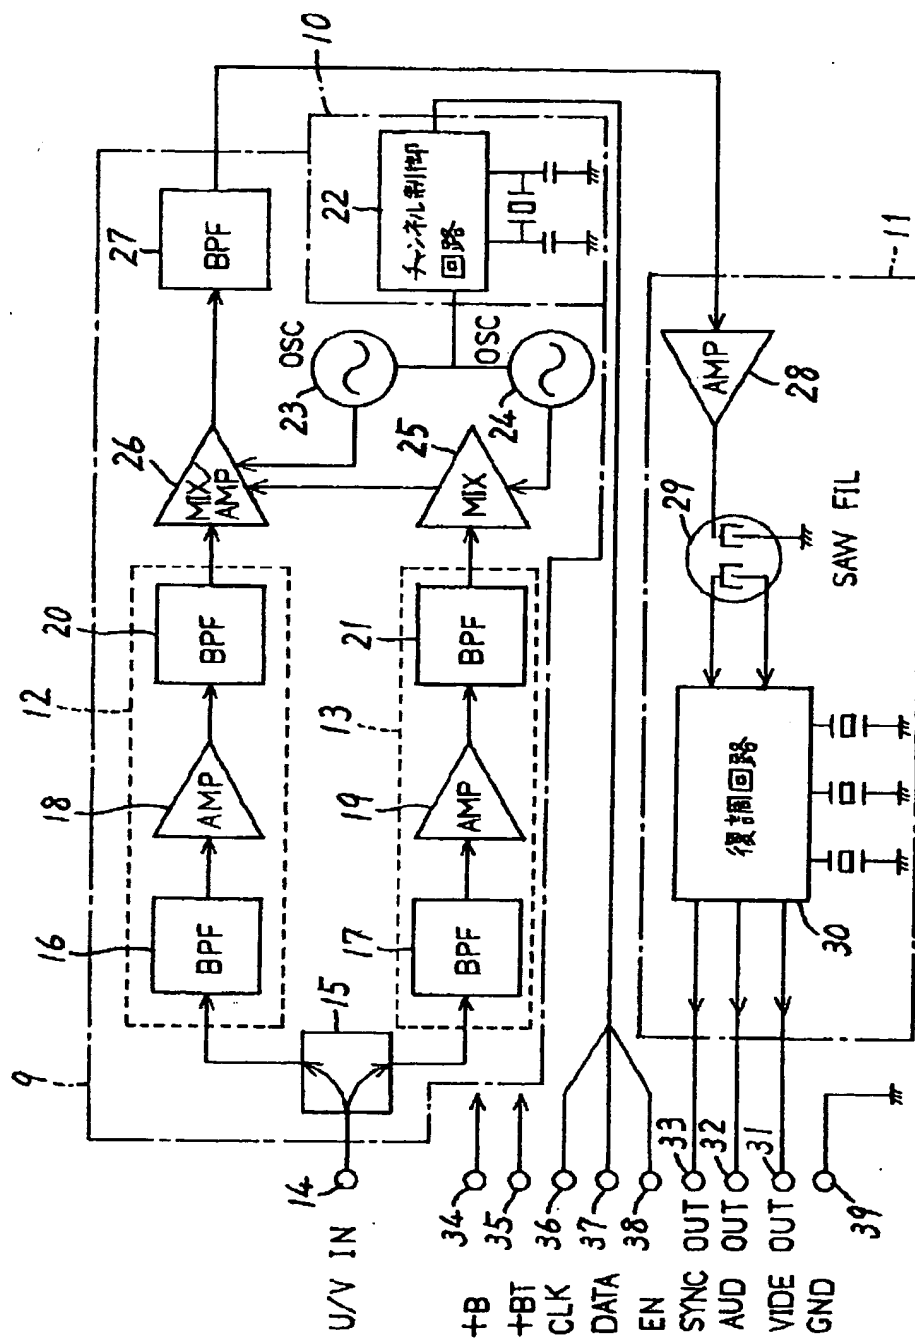 9
12
16
BPF
18
AMP
20
BPF
26
MIX/
AMP
27
BPF
10
U/V IN
14
15
13
17
BPF
19
AMP
21
BPF
25
MIX
OSC
23
OSC
24
22
チャンネル制御
回路
+B
34
+BT
35
CLK
36
DATA
37
EN
38
SYNC OUT
33
AUD OUT
32
VIDE OUT
31
GND
39
30
復調回路
29
SAW FIL
AMP
28
11